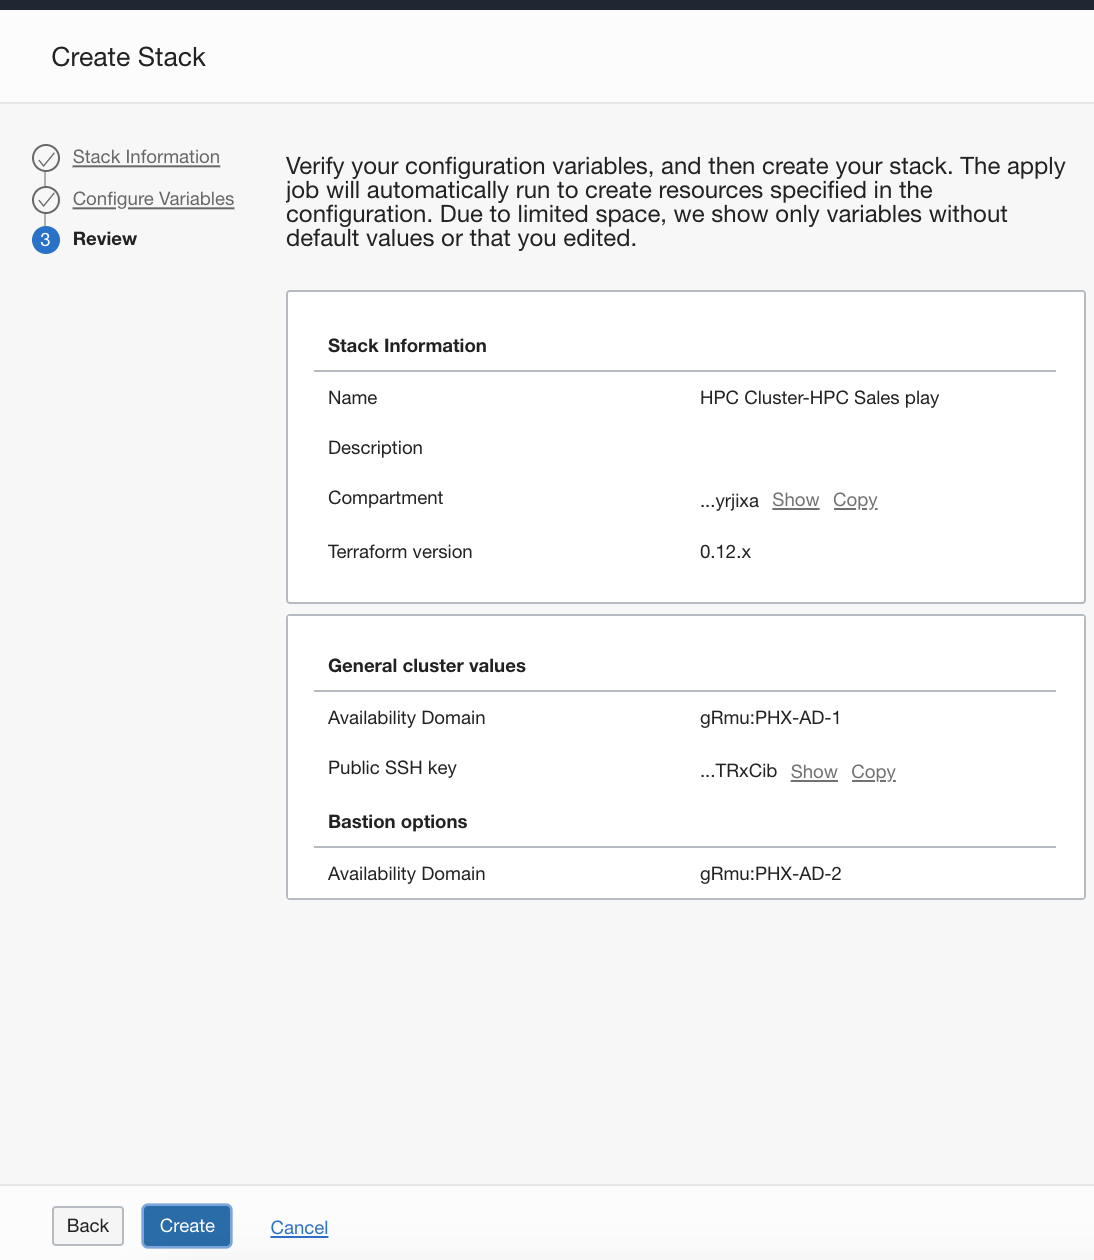 Create Stack
Stack Information
Configure Variables
3 Review
Verify your configuration variables, and then create your stack. The apply
job will automatically run to create resources specified in the
configuration. Due to limited space, we show only variables without
default values or that you edited.
Stack Information
Name HPC Cluster-HPC Sales play
Description
Compartment ...yrjixa Show Copy
Terraform version 0.12.x
General cluster values
Availability Domain gRmu:PHX-AD-1
Public SSH key ...TRxCib Show Copy
Bastion options
Availability Domain gRmu:PHX-AD-2
Back Create Cancel